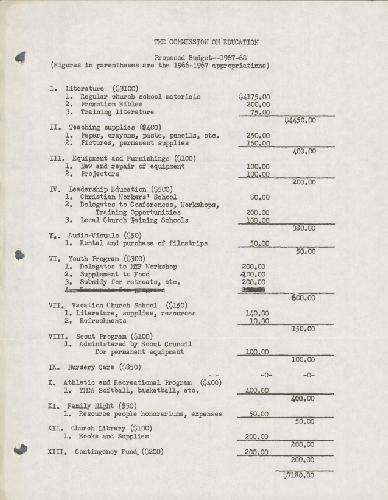 THE COMMISSION ON EDUCATION
Proposed Budget--1967-68
(Figures in parentheses are the 1966-1967 appropriations)
I. Literature ($3100)
1. Regular church school materials $4175.00
2. Promotion Bibles 200.00
3. Training literature 75.00
$4450.00
II. Teaching supplies ($400)
1. Paper, crayons, paste, pencils, etc. 250.00
2. Pictures, permanent supplies 150.00
400.00
III. Equipment and Furnishings ($100)
1. New and repair of equipment 100.00
2. Projectors 100.00
200.00
IV. Leadership Education ($500)
1. Christian Workers' School 80.00
2. Delegates to Conferences, Workshops,
Training Opportunities 200.00
3. Local Church Training Schools 100.00
380.00
V. Audio-Visuals ($50)
1. Rental and purchase of filmstrips 50.00
50.00
VI. Youth Program ($300)
1. Delegates to MYF Workshop 200.00
2. Supplement to Food 400.00
3. Subsidy for retreats, etc. 200.00
800.00
VII. Vacation Church School ($150)
1. Literature, supplies, resources 140.00
2. Refreshments 10.00
150.00
VIII. Scout Program ($100)
1. Administered by Scout Council
for permanent equipment 100.00
100.00
IX. Nursery Care -0- -0-
X. Athletic and Recreational Program ($400)
1. YMCA Softball, basketball, etc. 400.00
400.00
XI. Family Night ($50)
1. Resource people honorariums, expenses 50.00
50.00
XII. Church Library ($100)
1. Books and Supplies 200.00
200.00
XIII. Contingency Fund ($200) 200.00
200.00
$7180.00